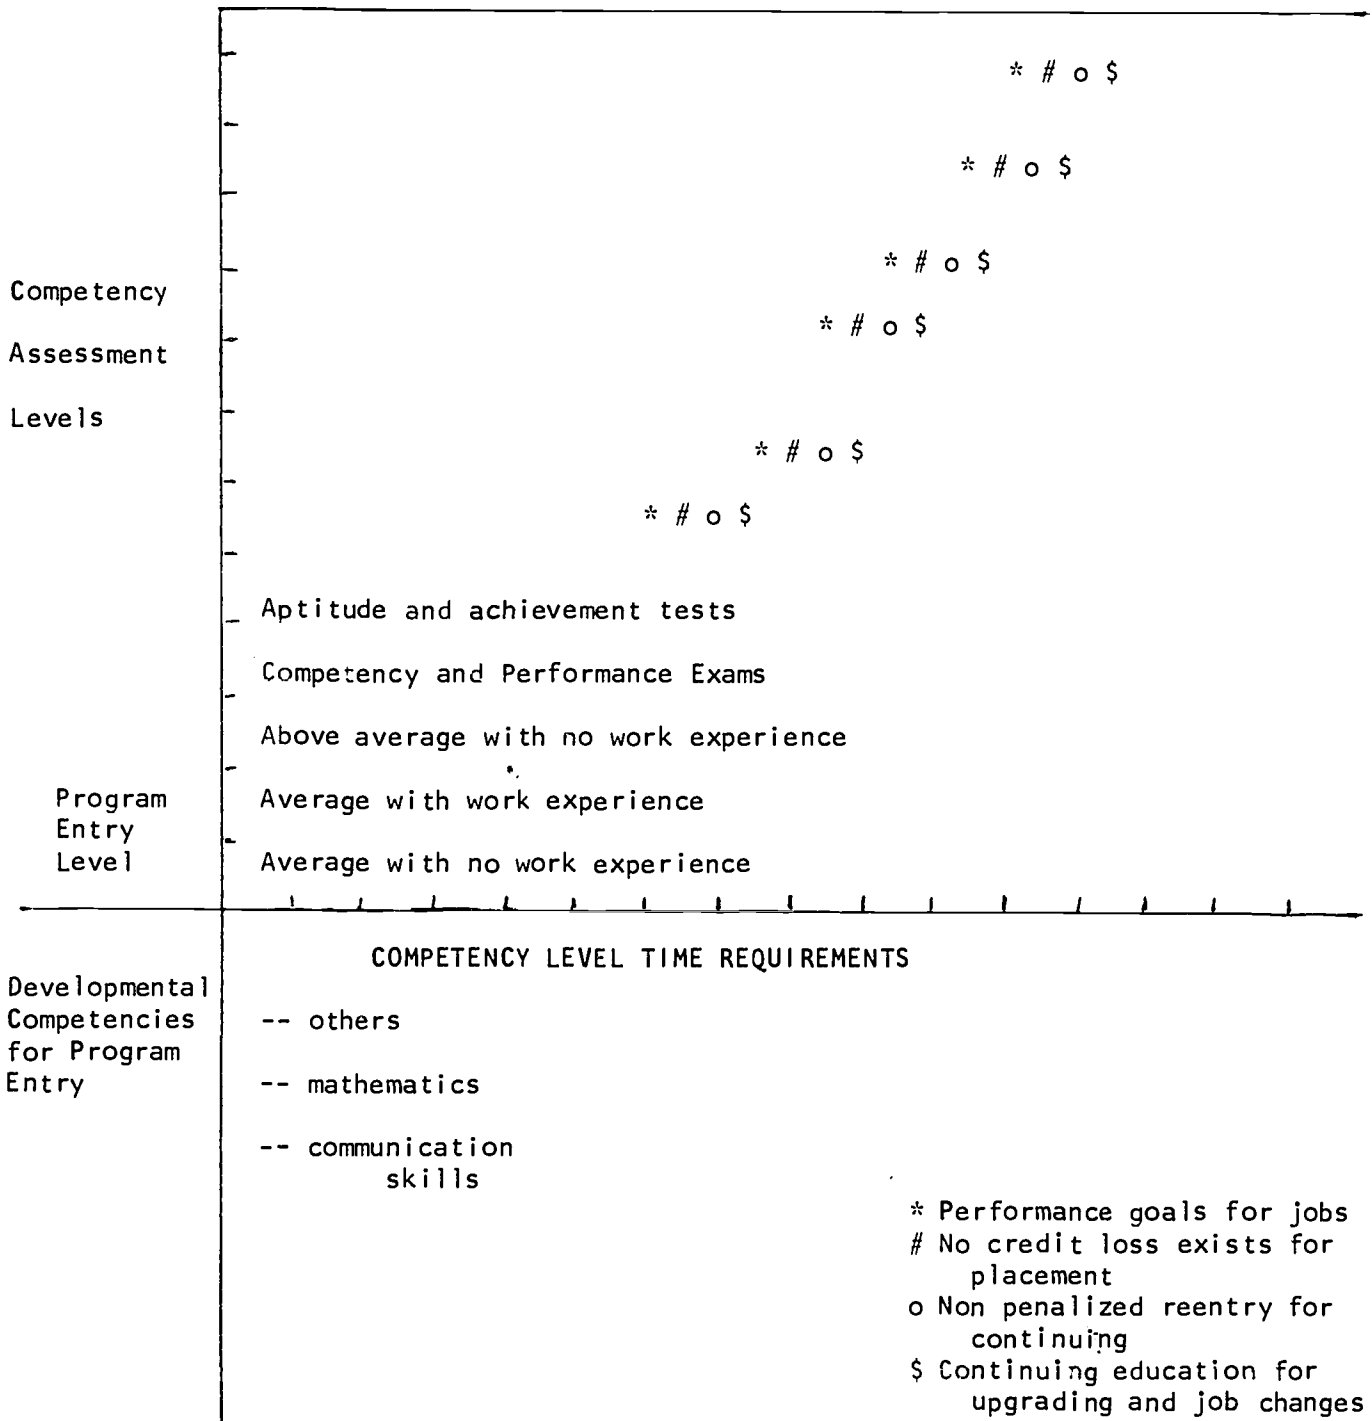 * # o $
* # o $
* # o $
Competency
* # o $
Assessment
Levels
* # o $
* # o $
Aptitude and achievement tests
Competency and Performance Exams
Above average with no work experience
Program
Entry
Level
Average with work experience
Average with no work experience
COMPETENCY LEVEL TIME REQUIREMENTS
Developmental
Competencies
for Program
Entry
-- others
-- mathematics
-- communication
skills
* Performance goals for jobs
# No credit loss exists for
placement
o Non penalized reentry for
continuing
$ Continuing education for
upgrading and job changes